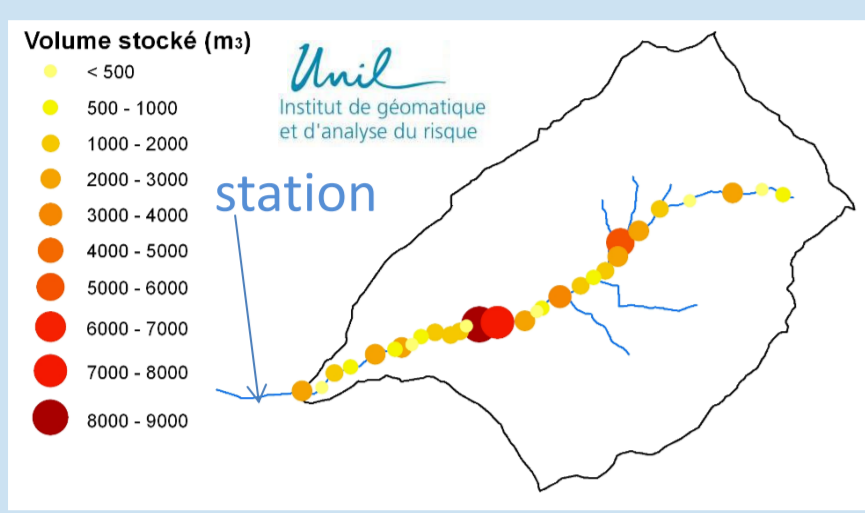 Volume stocké (m3)
< 500
500 - 1000
1000 - 2000
2000 - 3000
3000 - 4000
4000 - 5000
5000 - 6000
6000 - 7000
7000 - 8000
8000 - 9000
Unil
Institut de géomatique
et d'analyse du risque
station